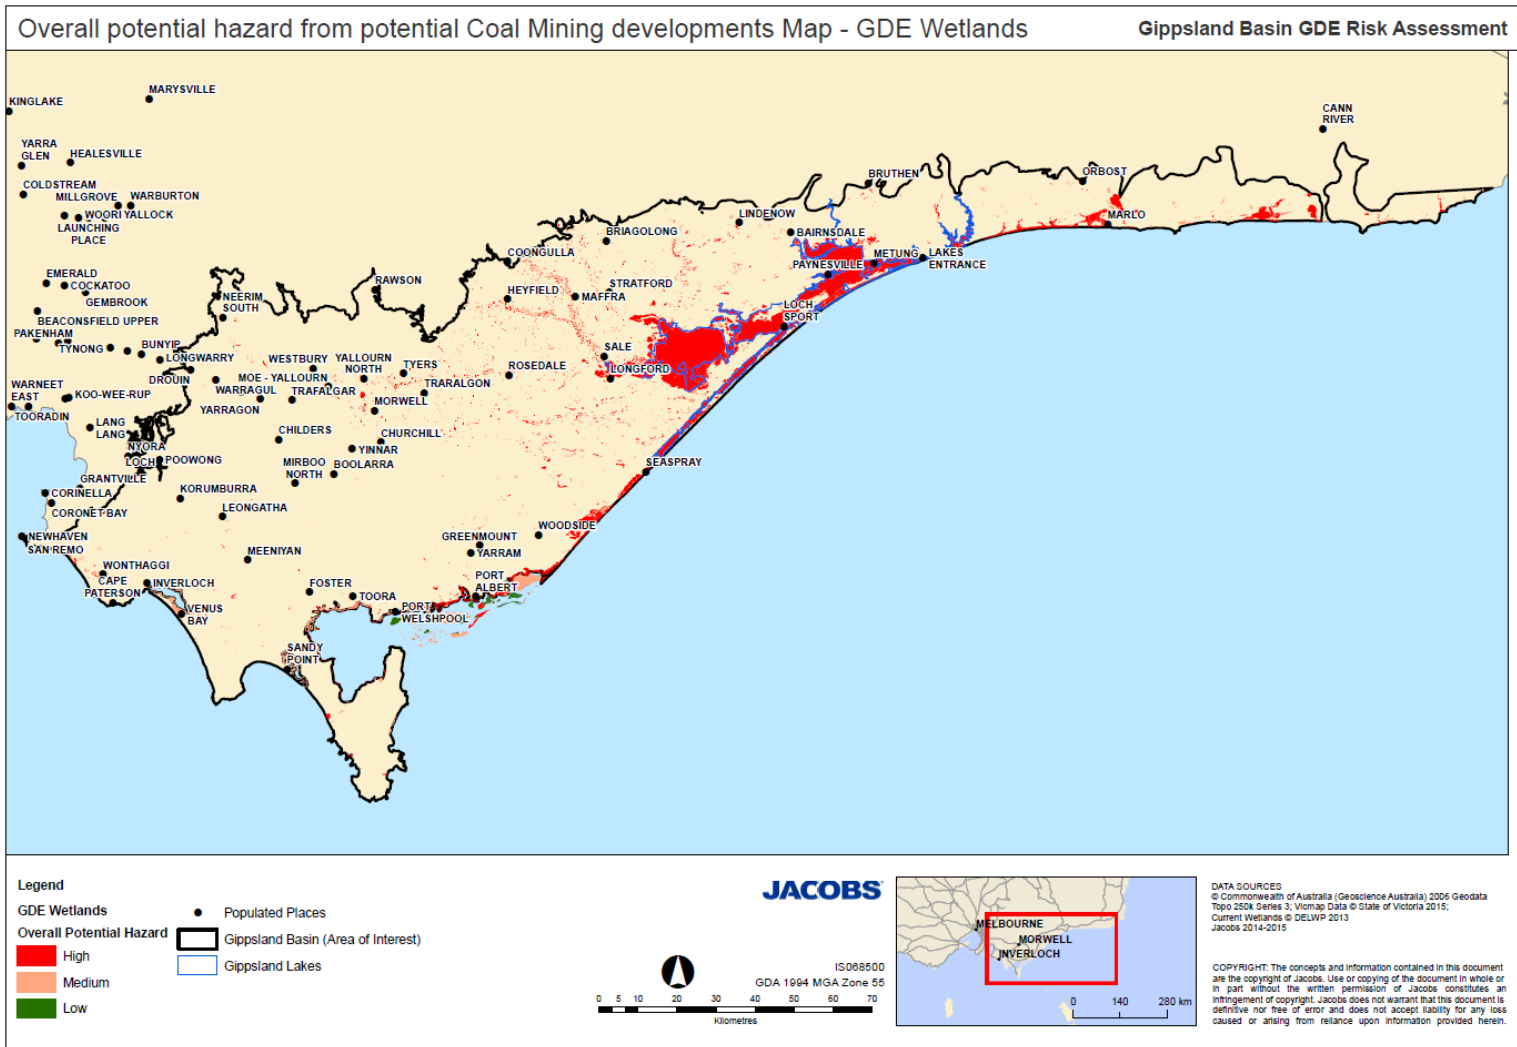 Overall potential hazard from potential Coal Mining developments Map - GDE Wetlands
Gippsland Basin GDE Risk Assessment
MARYSVILLE
KINGLAKE
CANN
RIVER
YARRA
GLEN
HEALESVILLE
BRUTHEN
ORBOST
COLDSTREAM
MILLGROVE
WARBURTON
WOORI YALLOCK
LAUNCHING
PLACE
LINDENOW
MARLO
BRIAGOLONG
BAIRNSDALE
COONGULLA
METUNG
LAKES
ENTRANCE
PAYNESVILLE
EMERALD
COCKATOO
GEMBROOK
RAWSON
NEERIM
SOUTH
HEYFIELD
STRATFORD
MAFFRA
LOCH
SPORT
BEACONSFIELD UPPER
PAKENHAM
TYNONG
BUNYIP
LONGWARRY
DROUIN
WESTBURY
YALLOURN
NORTH
TYERS
SALE
ROSEDALE
LONGFORD
MOE - YALLOURN
WARRAGUL
TRAFALGAR
TRARALGON
WARNEET
EAST
KOO-WEE-RUP
YARRAGON
MORWELL
TOORADIN
LANG
LANG
CHILDERS
CHURCHILL
NYORA
YINNAR
LOCH
POOWONG
MIRBOO
NORTH
BOOLARRA
SEASPRAY
GRANTVILLE
CORINELLA
KORUMBURRA
CORONET BAY
LEONGATHA
WOODSIDE
NEWHAVEN
SAN REMO
GREENMOUNT
YARRAM
MEENIYAN
WONTHAGGI
CAPE
PATERSON
INVERLOCH
FOSTER
TOORA
PORT
ALBERT
VENUS
BAY
PORT
WELSHPOOL
SANDY
POINT
Legend
GDE Wetlands
Overall Potential Hazard
High
Medium
Low
Populated Places
Gippsland Basin (Area of Interest)
Gippsland Lakes
JACOBS
IS068500
GDA 1994 MGA Zone 55
0 5 10 20 30 40 50 60 70
Kilometres
MELBOURNE
MORWELL
INVERLOCH
0 140 280 km
DATA SOURCES
© Commonwealth of Australia (Geoscience Australia) 2006 Geodata
Topo 250k Series 3; Vicmap Data © State of Victoria 2015;
Current Wetlands © DELWP 2013
Jacobs 2014-2015
COPYRIGHT: The concepts and information contained in this document
are the copyright of Jacobs. Use or copying of the document in whole or
in part without the written permission of Jacobs constitutes an
infringement of copyright. Jacobs does not warrant that this document is
definitive nor free of error and does not accept liability for any loss
caused or arising from reliance upon information provided herein.